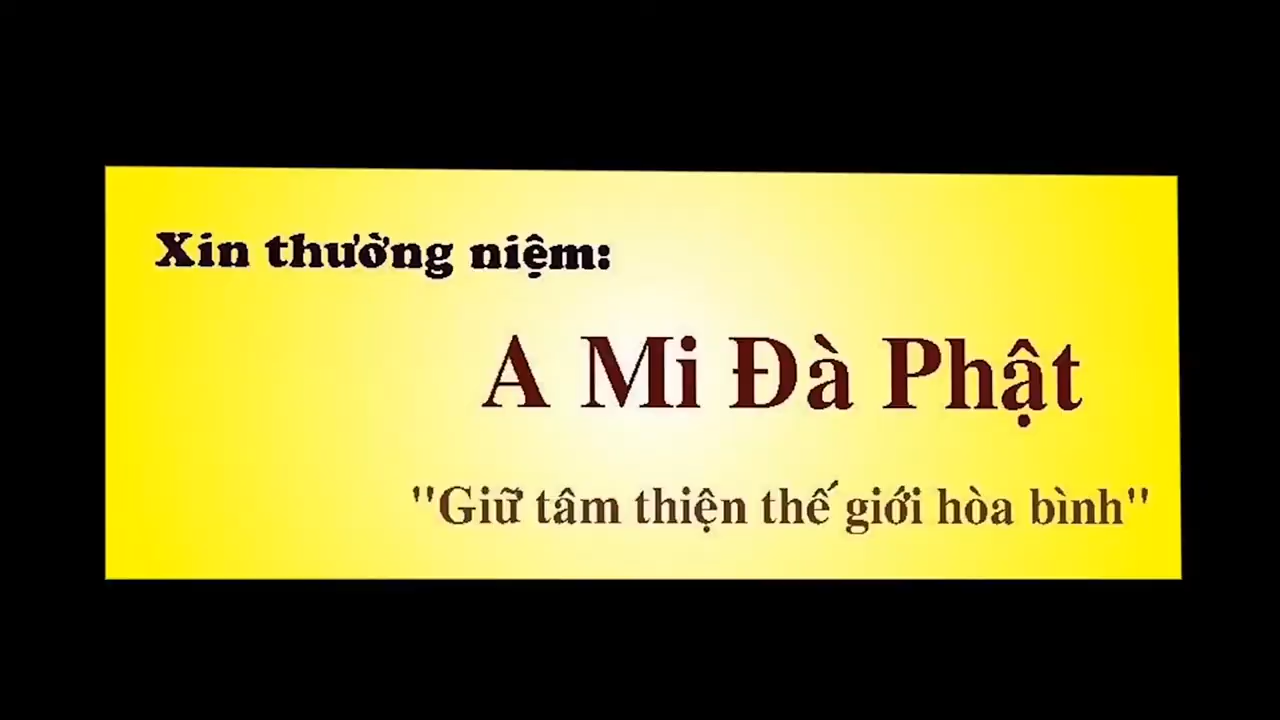 Xin thường niệm:
A Mi Đà Phật
"Giữ tâm thiện thế giới hòa bình"